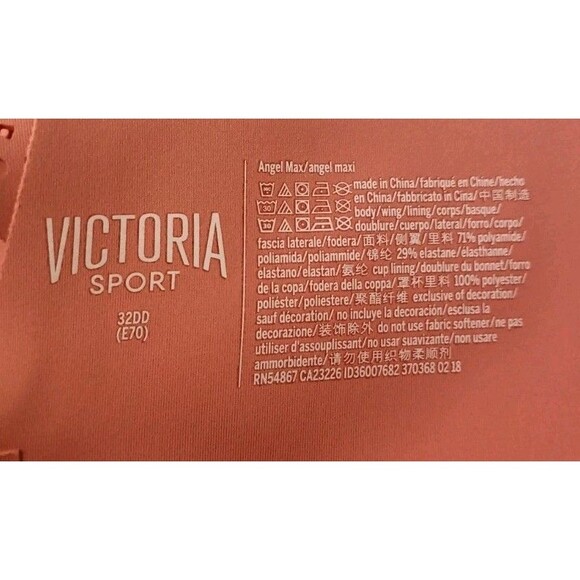 VICTORIA
SPORT
32DD
(E70)
Angel Max/angel maxi
made in China/fabriqué en Chine/hecho
en China/fabbricato in Cina/中国制造
body/wing/lining/corps/basque/
doublure/cuerpo/lateral/forro/corpo/
fascia laterale/fodera/面料/侧翼/里料 71% polyamide/
poliamida/poliammide/锦纶 29% elastane/élasthanne/
elastano/elastan/氨纶 cup lining/doublure du bonnet/forro
de la copa/fodera della coppa/罩杯里料 100% polyester/
poliéster/poliestere/聚酯纤维 exclusive of decoration/
sauf décoration/no incluye la decoración/esclusa la
decorazione/装饰除外 do not use fabric softener/ne pas
utiliser d'assouplissant/no usar suavizante/non usare
ammorbidente/请勿使用织物柔顺剂
RN54867 CA23226 ID36007682 370368 02 18